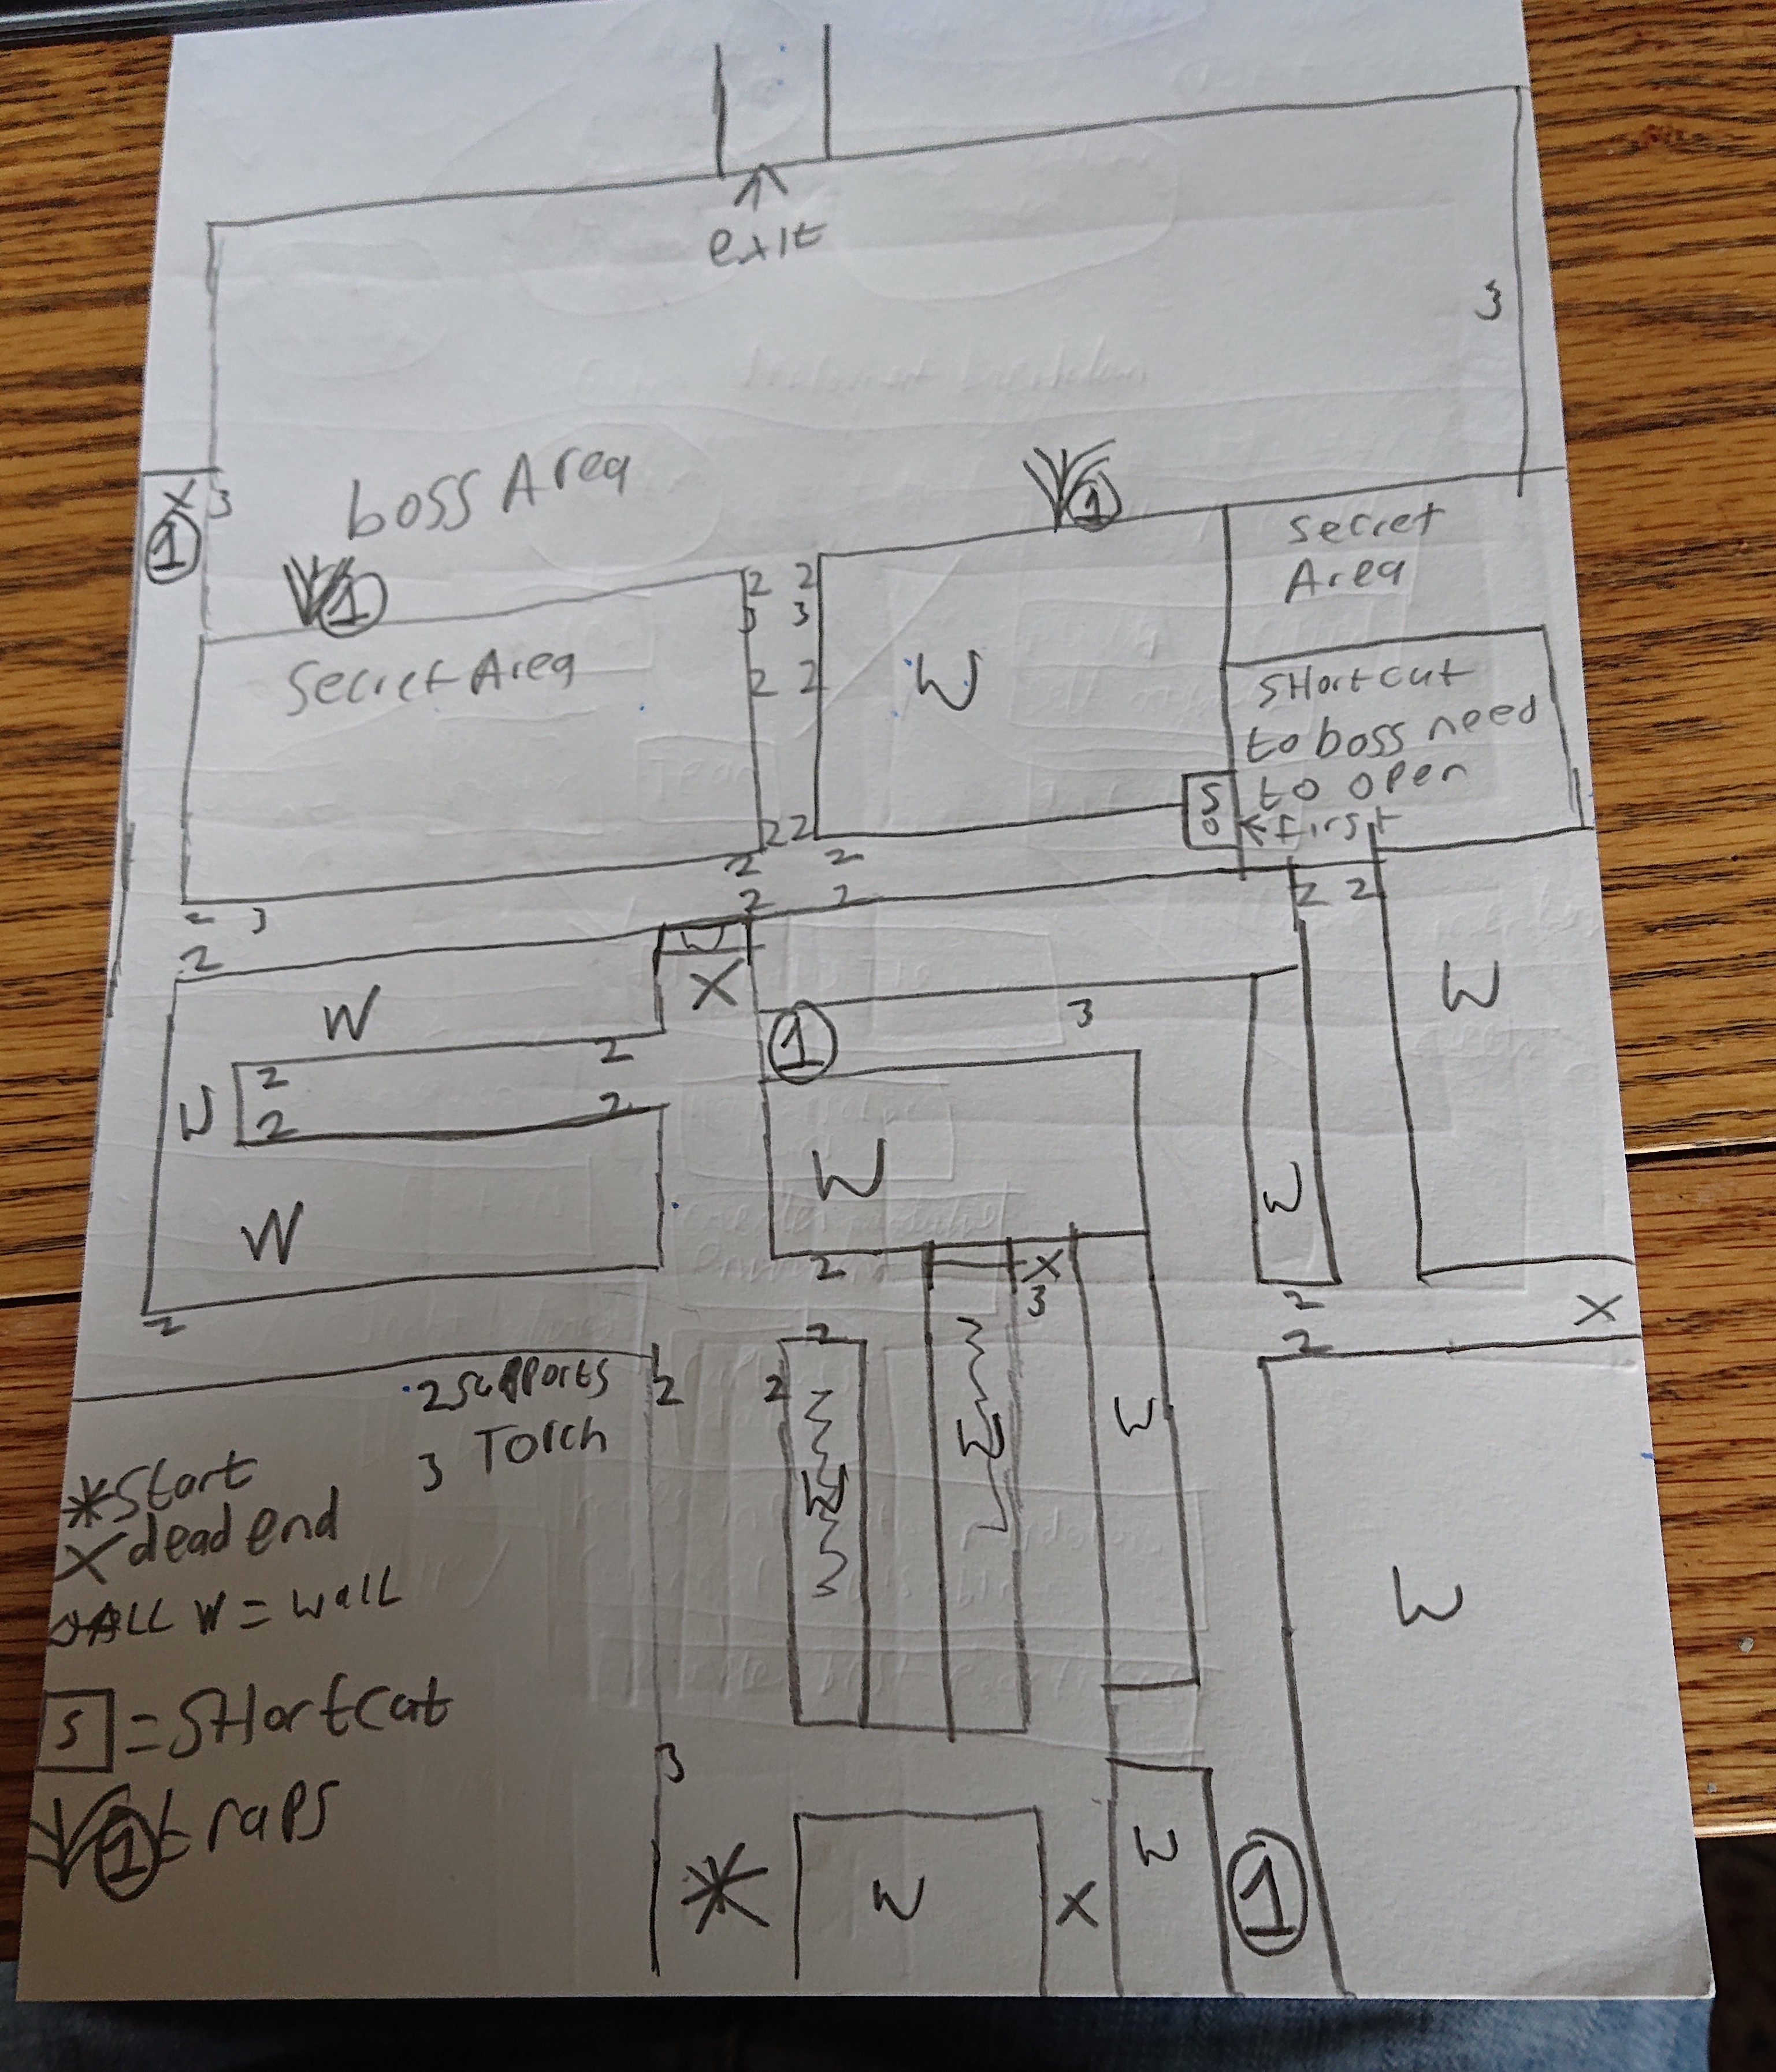 exit
3
X 3
1
boss Area
1
1
Secret
Area
2 2
3 3
2 2
2 2
Secret Area
W
SHortcut
to boss need
to open
←first
S
O
2 2
2 2
2 3
2
2 2
W
X
W
1
3
W
2
2
W
2
2
W
W
W
2
2
X
3
2
X
2
2
2
2
2
W
W
W
W
2 supports
3 Torch
*Start
X dead end
ALL W = wall
S = SHortcut
1 traps
3
*
W
X
W
1